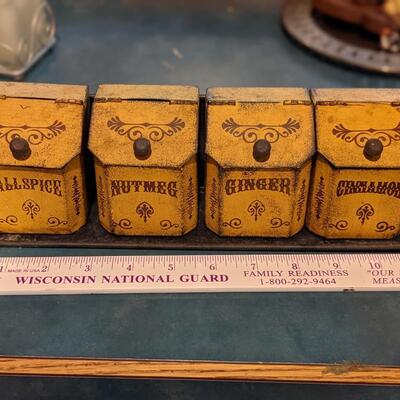 ALLSPICE
NUTMEG
GINGER
CINNAMON
1 MADE IN USA 2 3 4 5 6 7 8 9 10
WISCONSIN NATIONAL GUARD
FAMILY READINESS
1-800-292-9464
"OUR
MEAS